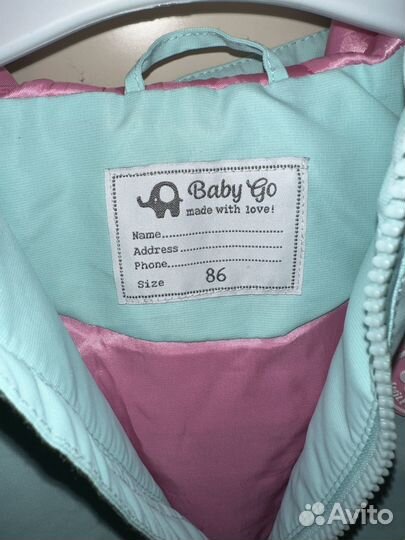 Baby Go
made with love!
Name..............................
Address.........................
Phone............................
Size 86
Avito